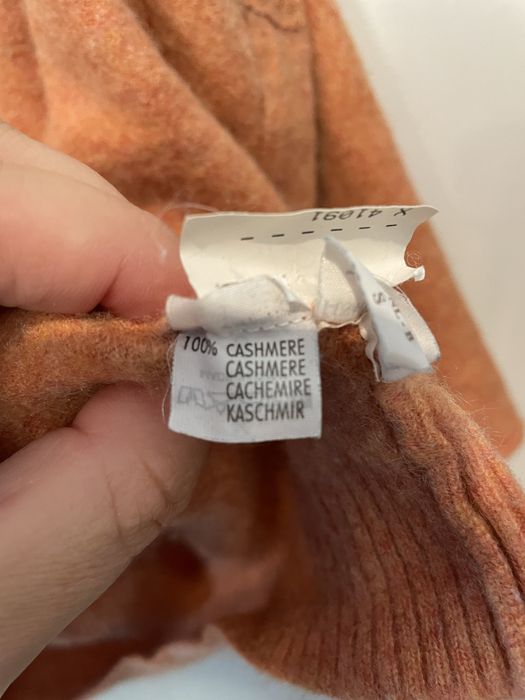 X 41091
100% CASHMERE
CASHMERE
CACHEMIRE
KASCHMIR
S